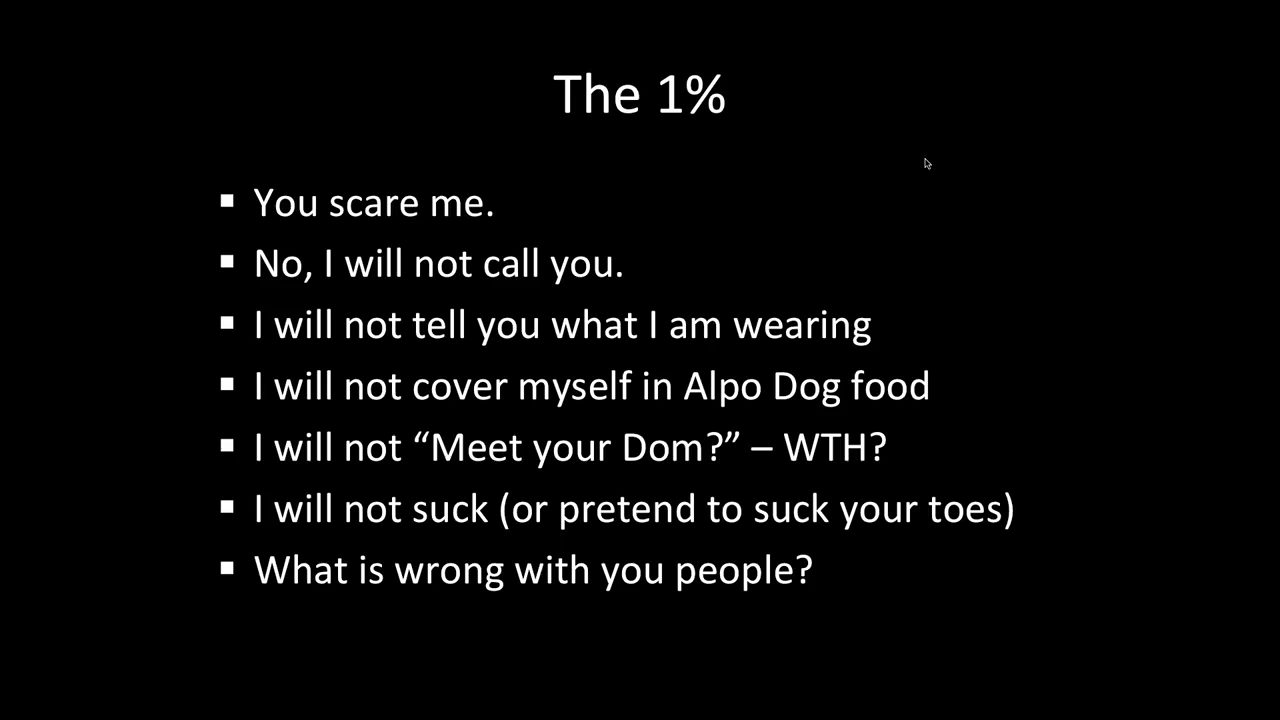 The 1%
▪ You scare me.
▪ No, I will not call you.
▪ I will not tell you what I am wearing
▪ I will not cover myself in Alpo Dog food
▪ I will not “Meet your Dom?” – WTH?
▪ I will not suck (or pretend to suck your toes)
▪ What is wrong with you people?